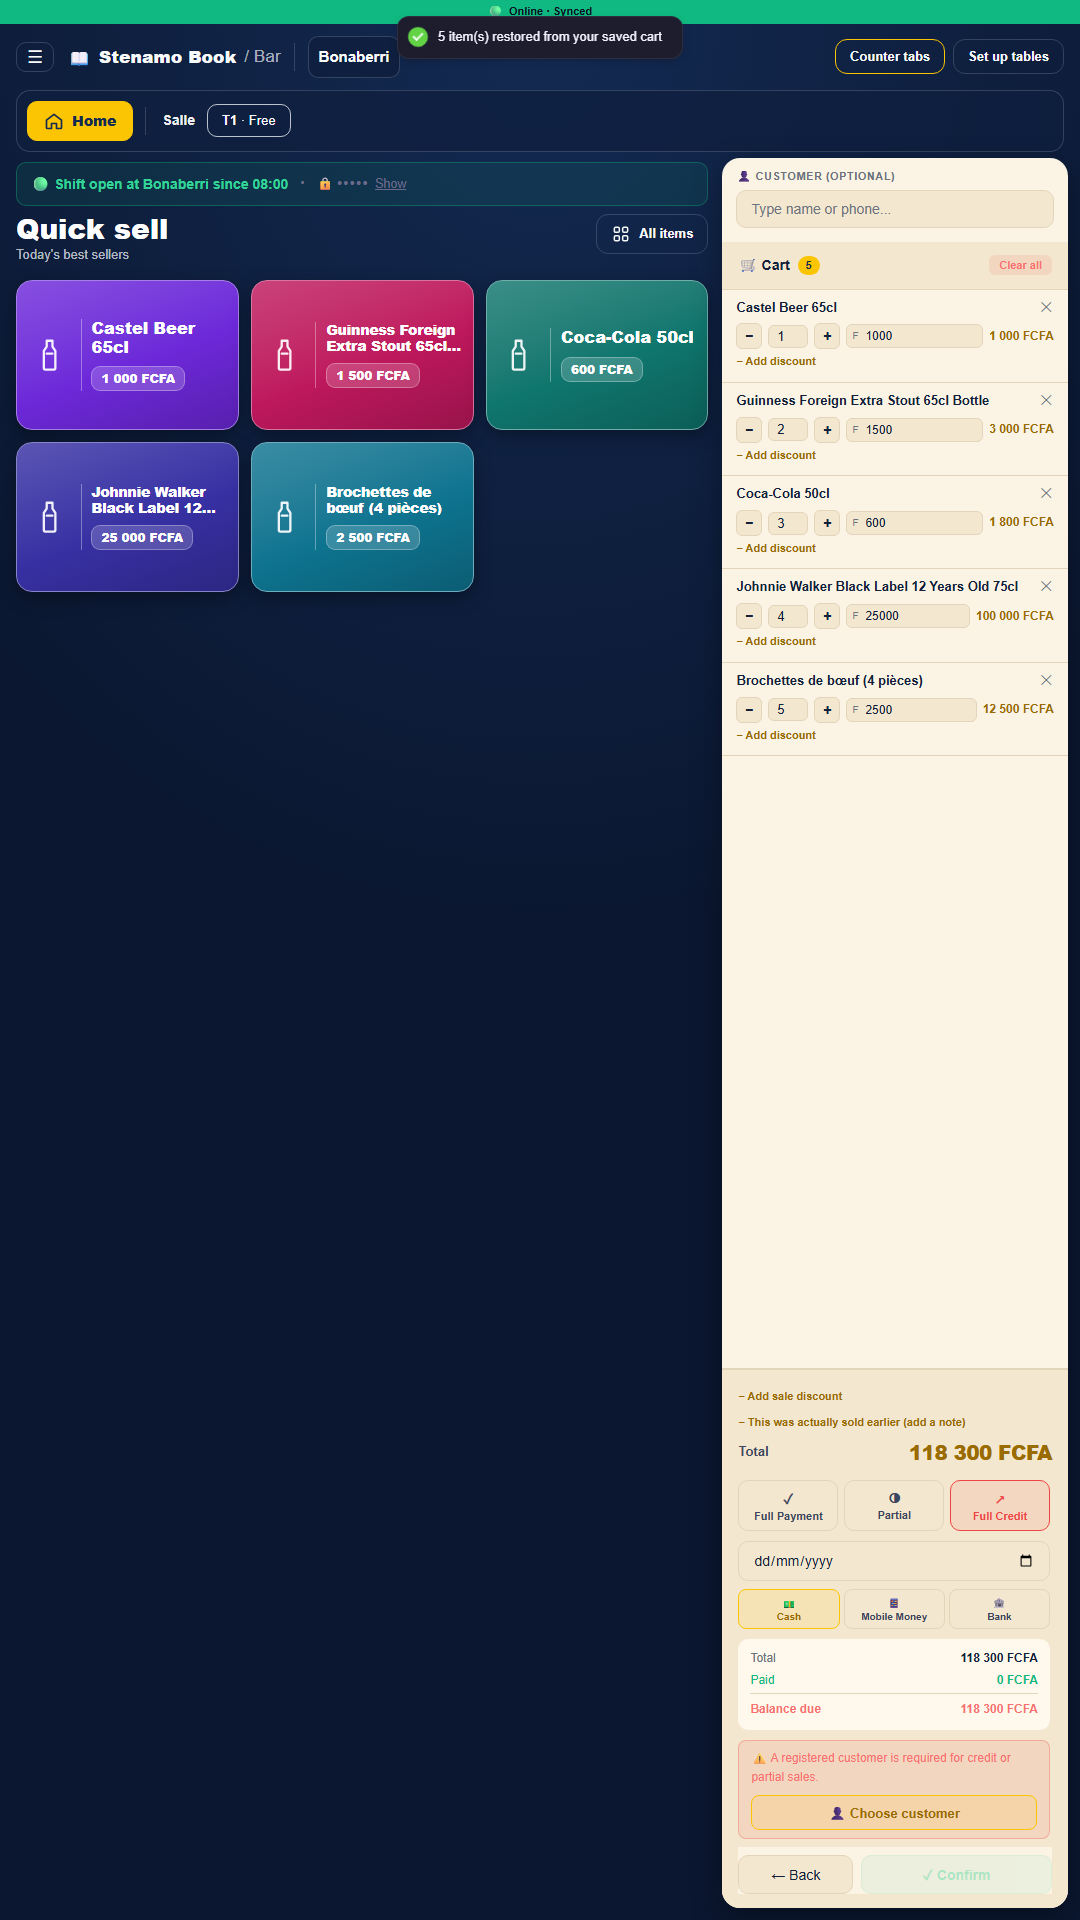 Online · Synced
5 item(s) restored from your saved cart
Stenamo Book / Bar
Bonaberri
Counter tabs
Set up tables
Home
Salle
T1 · Free
Shift open at Bonaberri since 08:00 · ••••• Show
Quick sell
Today's best sellers
All items
Castel Beer
65cl
1 000 FCFA
Guinness Foreign
Extra Stout 65cl...
1 500 FCFA
Coca-Cola 50cl
600 FCFA
Johnnie Walker
Black Label 12...
25 000 FCFA
Brochettes de
bœuf (4 pièces)
2 500 FCFA
CUSTOMER (OPTIONAL)
Type name or phone...
Cart 5
Clear all
Castel Beer 65cl
− 1 + F 1000 1 000 FCFA
– Add discount
Guinness Foreign Extra Stout 65cl Bottle
− 2 + F 1500 3 000 FCFA
– Add discount
Coca-Cola 50cl
− 3 + F 600 1 800 FCFA
– Add discount
Johnnie Walker Black Label 12 Years Old 75cl
− 4 + F 25000 100 000 FCFA
– Add discount
Brochettes de bœuf (4 pièces)
− 5 + F 2500 12 500 FCFA
– Add discount
– Add sale discount
– This was actually sold earlier (add a note)
Total 118 300 FCFA
✓ Full Payment
Partial
↗ Full Credit
dd/mm/yyyy
Cash
Mobile Money
Bank
Total 118 300 FCFA
Paid 0 FCFA
Balance due 118 300 FCFA
A registered customer is required for credit or
partial sales.
Choose customer
← Back
✓ Confirm